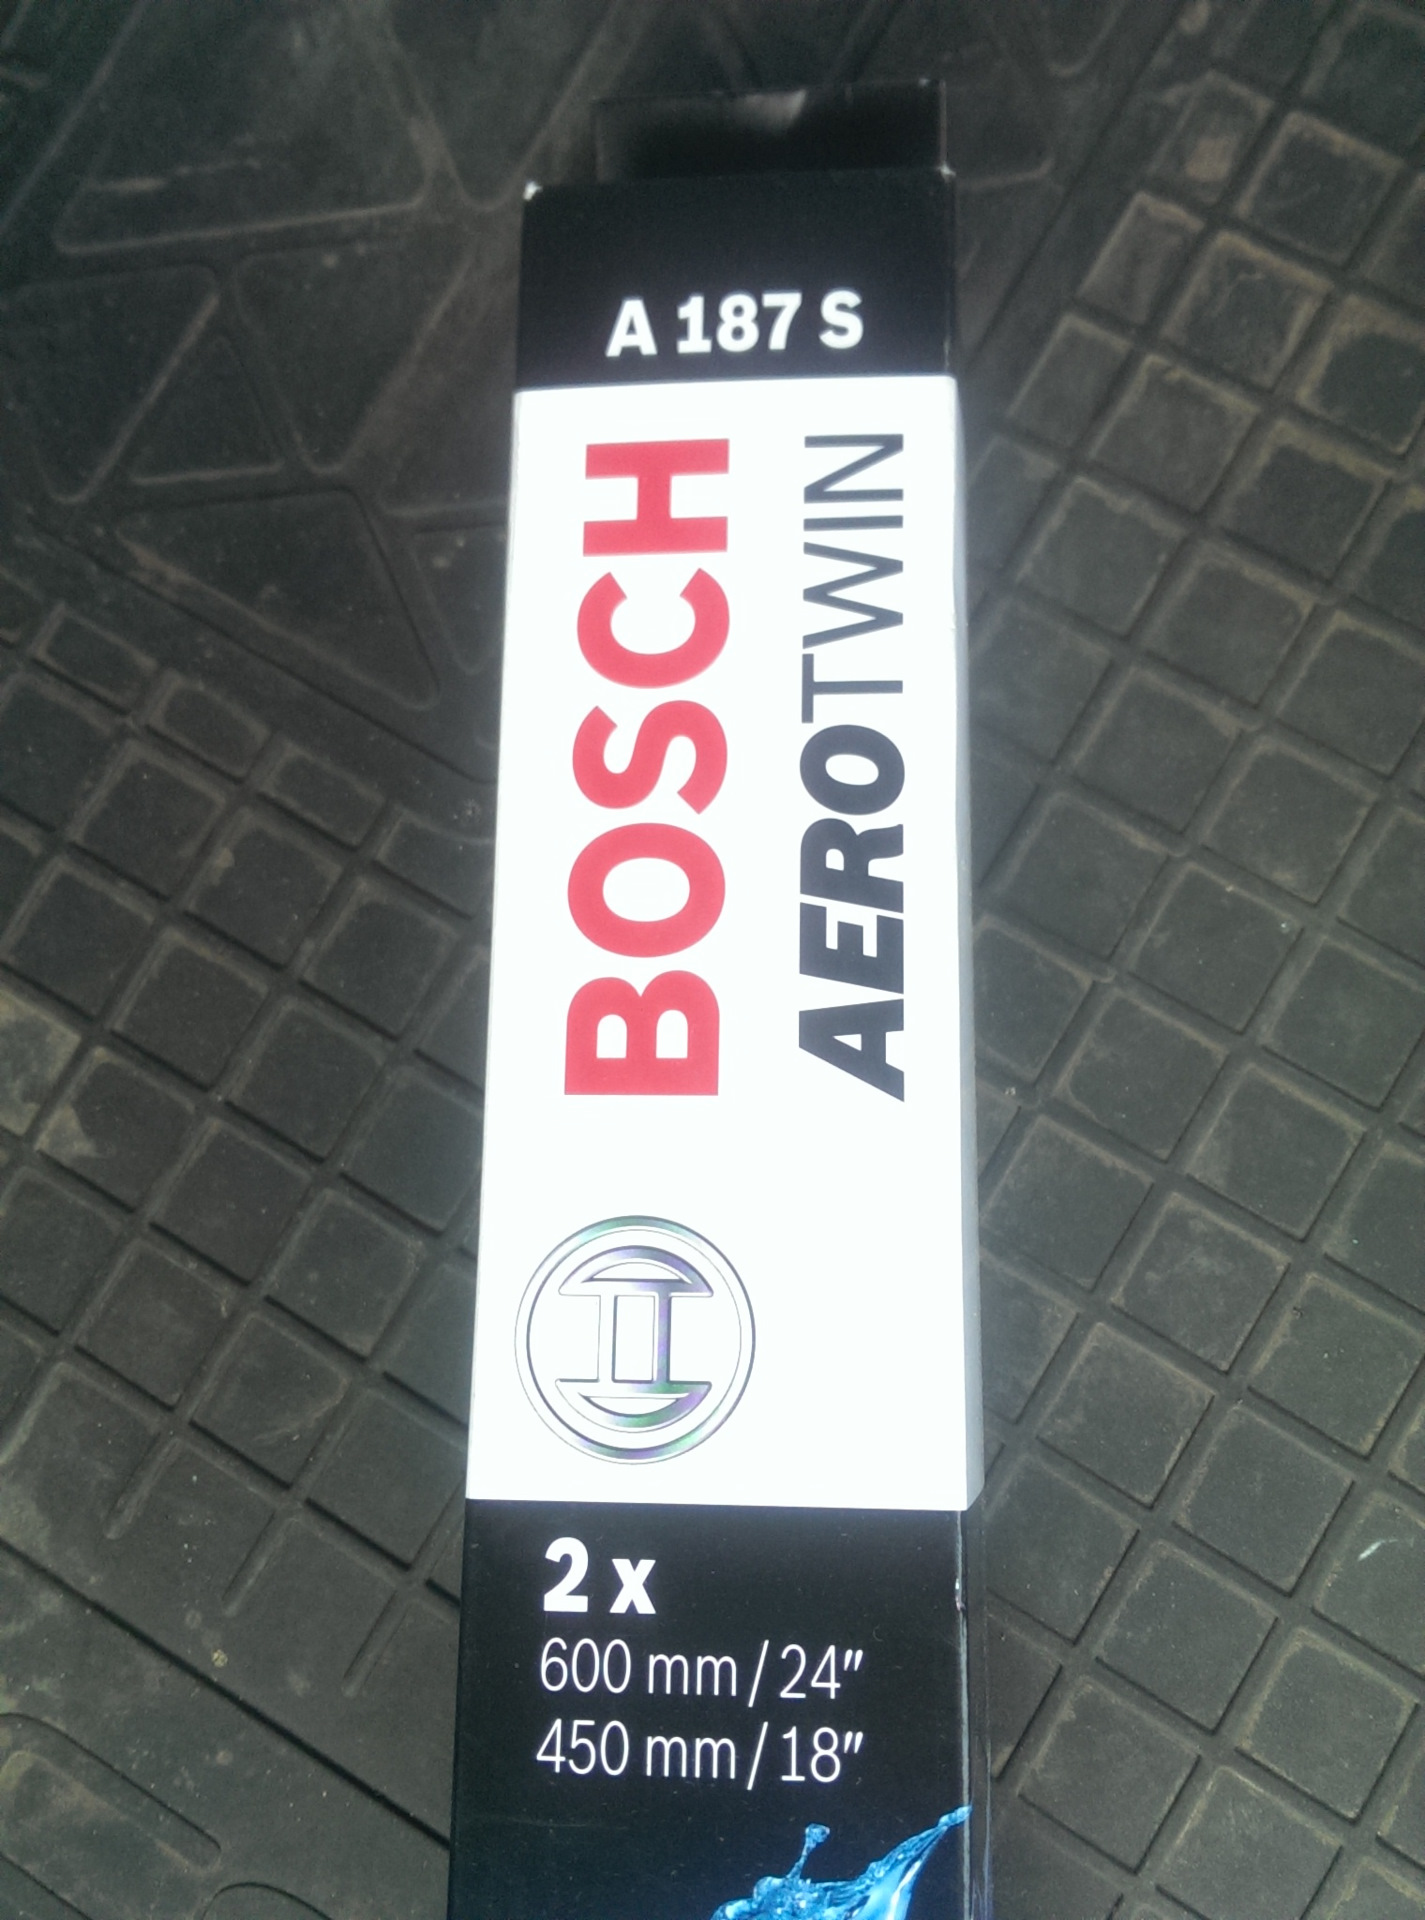 A 187 S
BOSCH
AEROTWIN
2 x
600 mm / 24"
450 mm / 18"